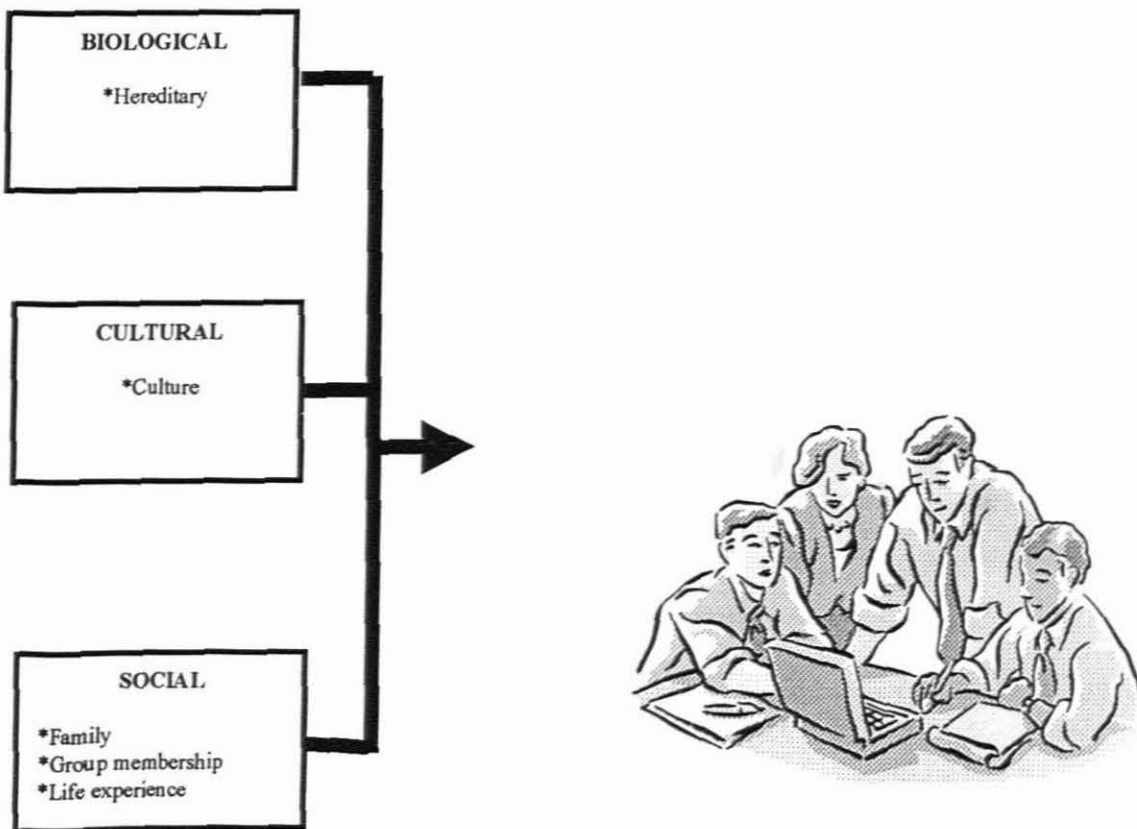 BIOLOGICAL
*Hereditary
CULTURAL
*Culture
SOCIAL
*Family
*Group membership
*Life experience